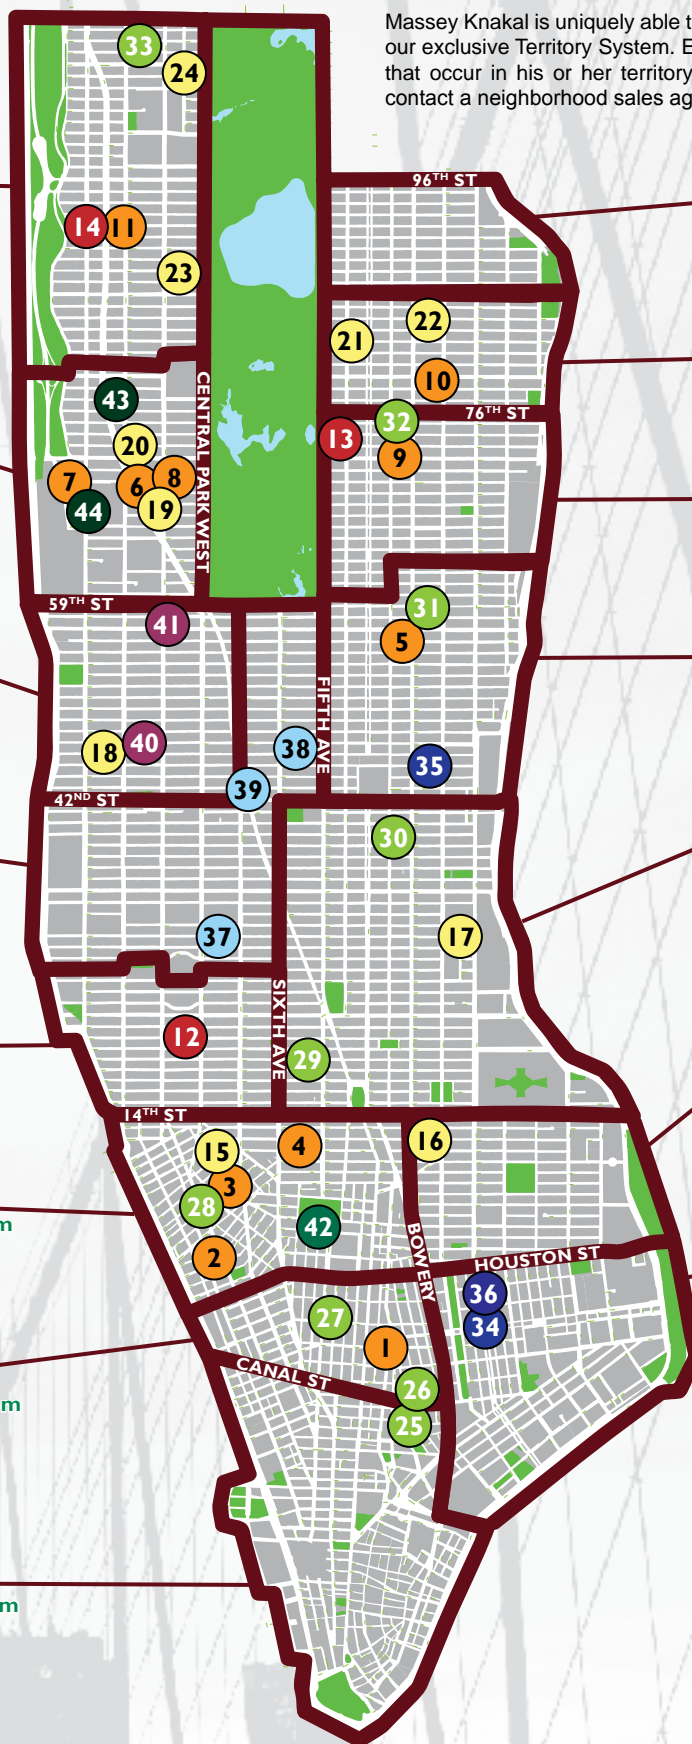 Massey Knakal is uniquely able t
our exclusive Territory System. E
that occur in his or her territory
contact a neighborhood sales ag
33
24
96TH ST
14 11
23
22
21
10
43
CENTRAL PARK WEST
76TH ST
32
13
20
9
7
6
8
44
19
59TH ST
31
41
5
FIFTH AVE
40
18
38
35
39
42ND ST
30
37
17
SIXTH AVE
12
29
14TH ST
4
16
15
3
28
42
BOWERY
2
HOUSTON ST
m
36
27
34
1
CANAL ST
26
m
25
m